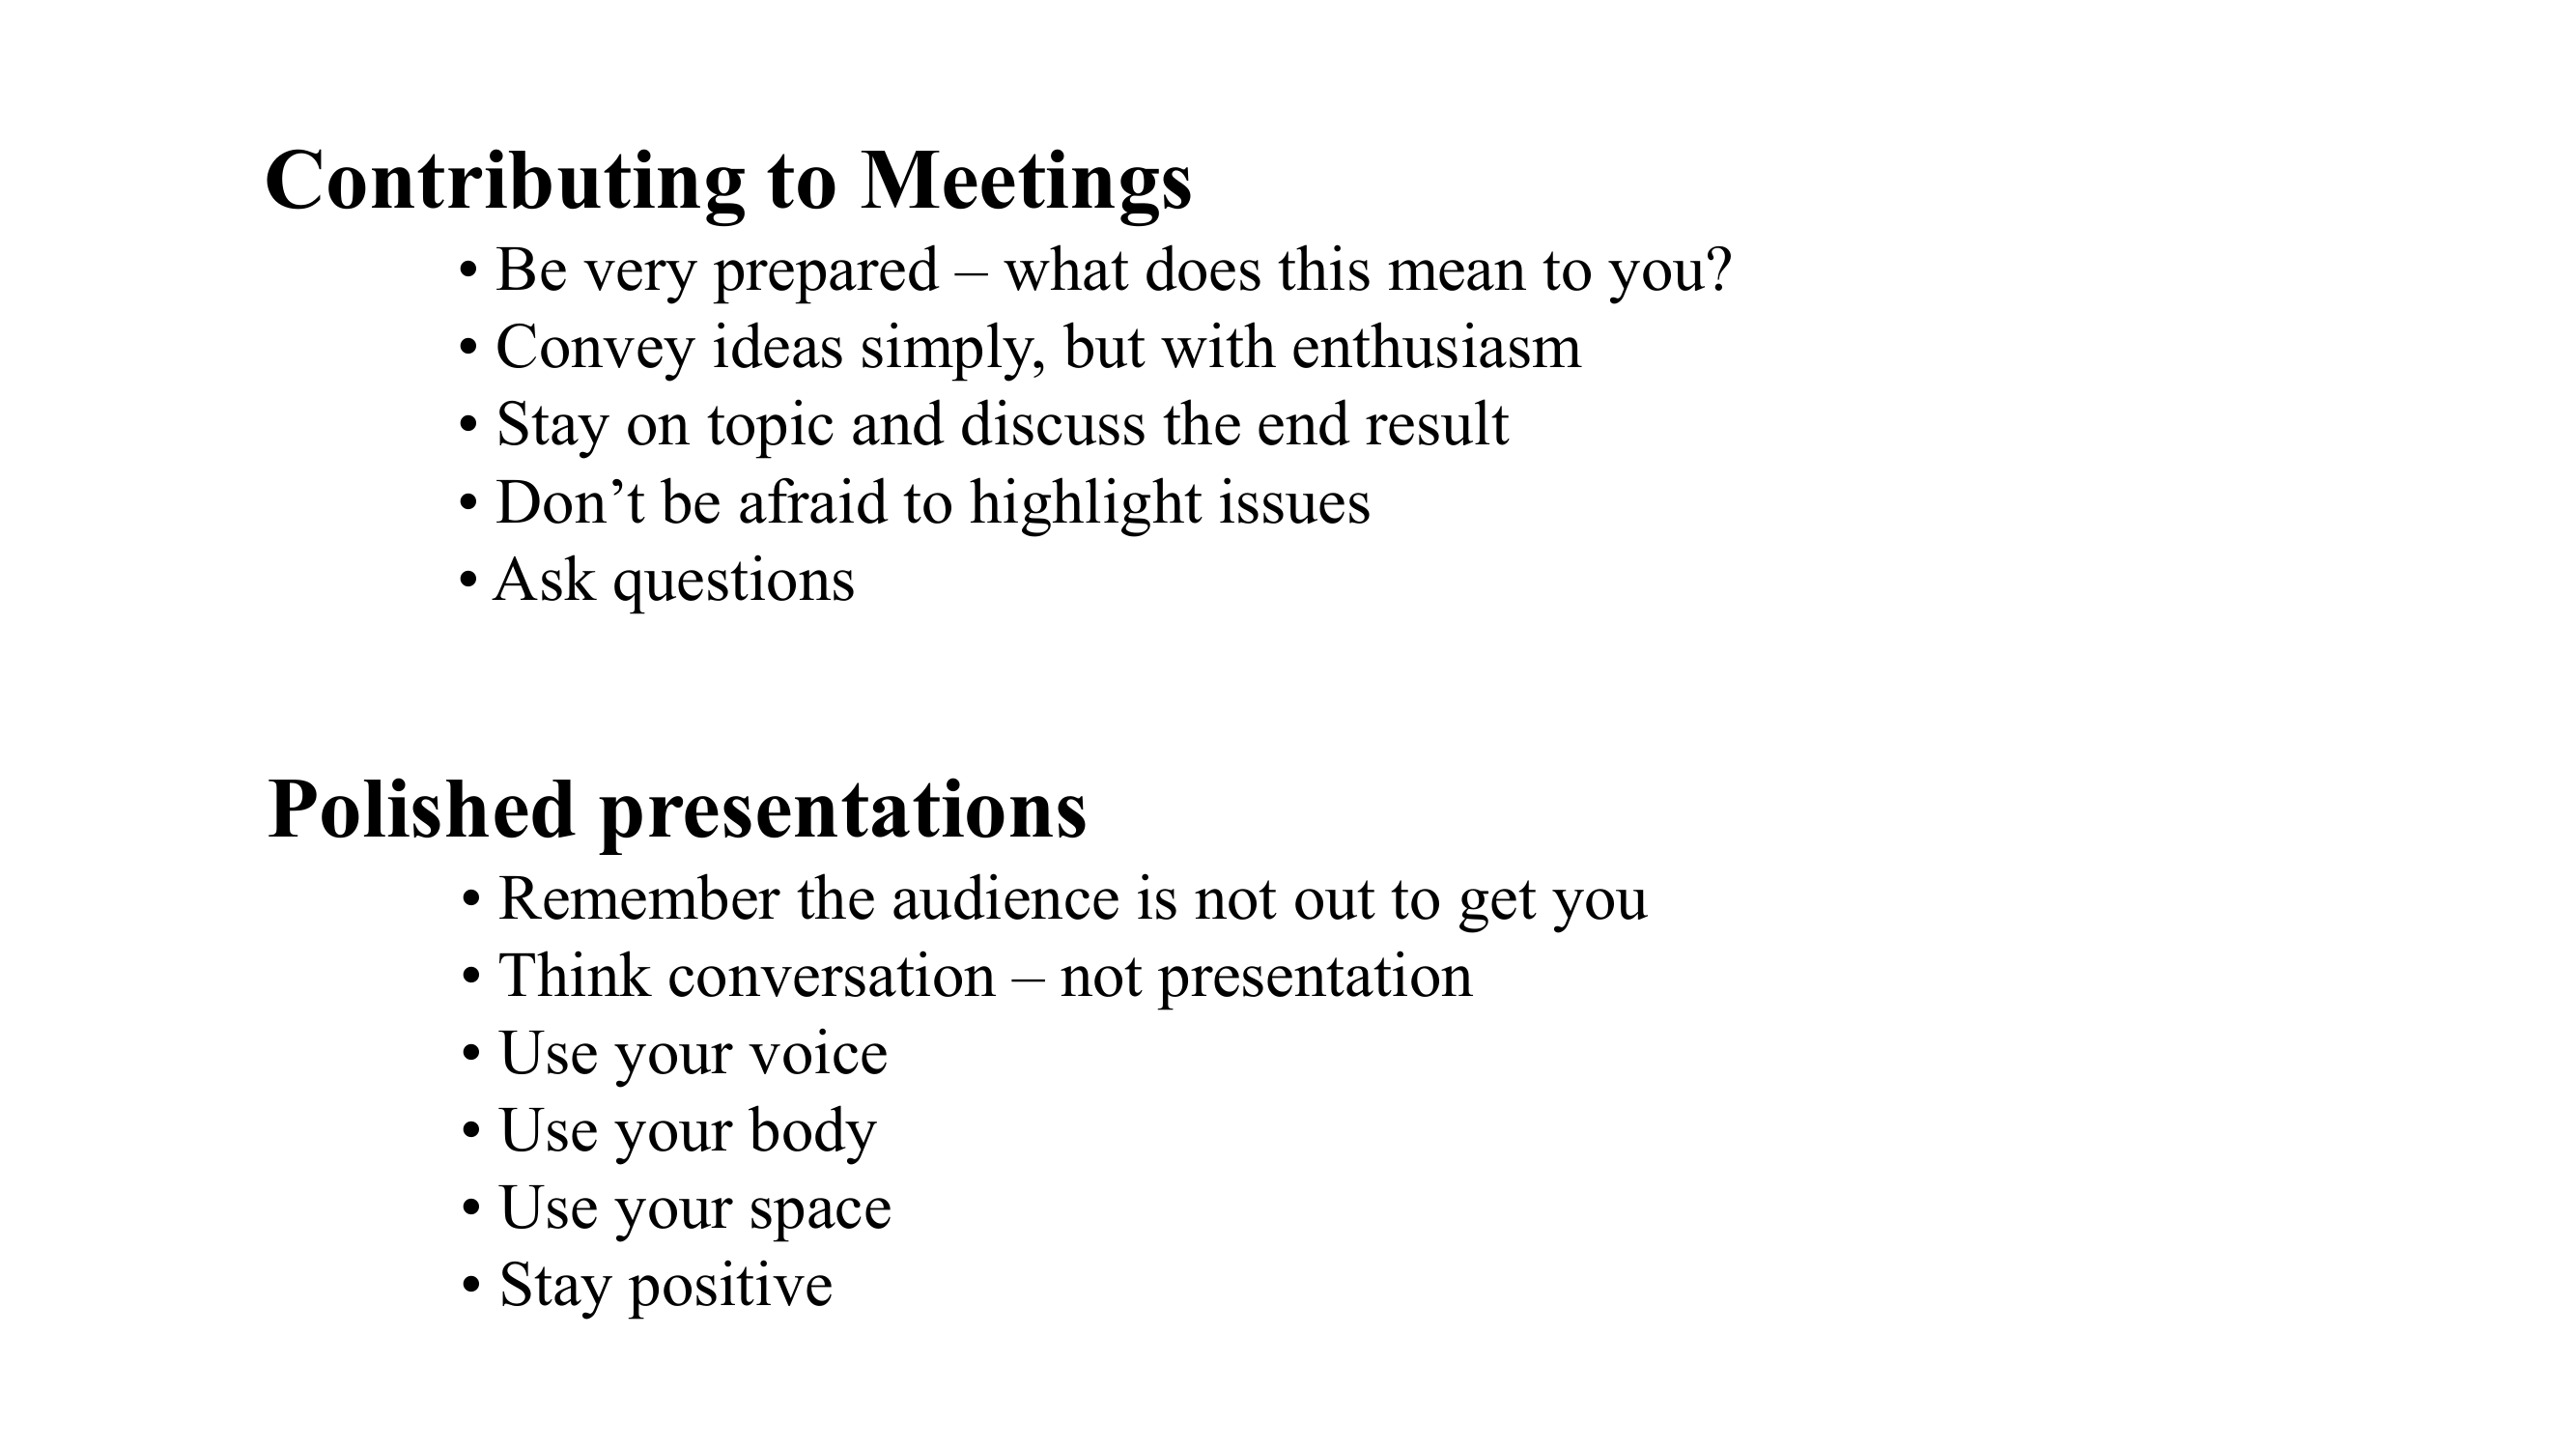 Contributing to Meetings
• Be very prepared – what does this mean to you?
• Convey ideas simply, but with enthusiasm
• Stay on topic and discuss the end result
• Don’t be afraid to highlight issues
• Ask questions
Polished presentations
• Remember the audience is not out to get you
• Think conversation – not presentation
• Use your voice
• Use your body
• Use your space
• Stay positive